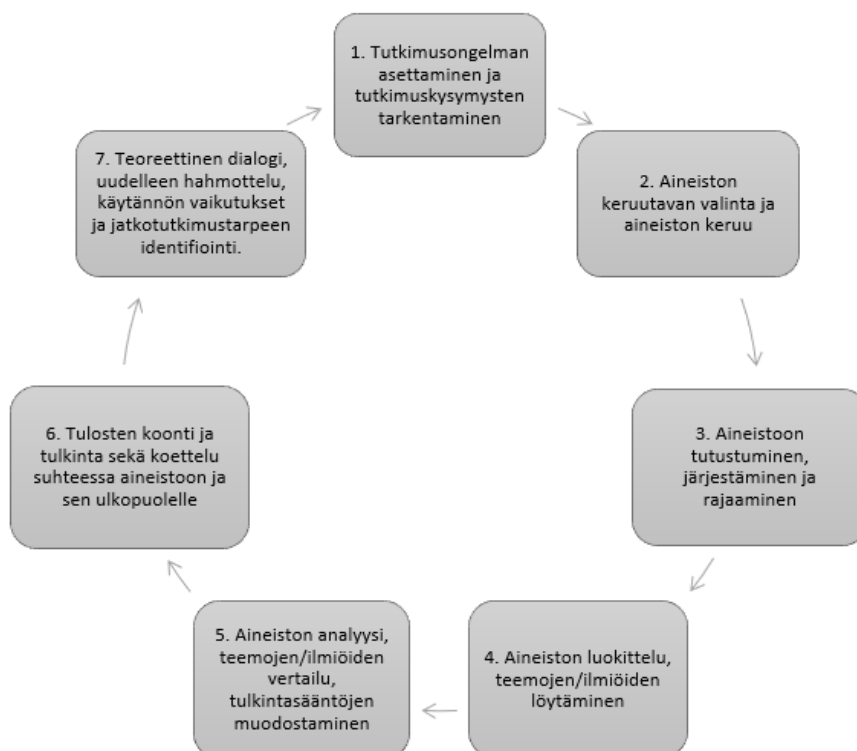 1. Tutkimusongelman
asettaminen ja
tutkimuskysymysten
tarkentaminen
2. Aineiston
keruutavan valinta ja
aineiston keruu
3. Aineistoon
tutustuminen,
järjestäminen ja
rajaaminen
4. Aineiston luokittelu,
teemojen/ilmiöiden
löytäminen
5. Aineiston analyysi,
teemojen/ilmiöiden
vertailu,
tulkintasääntöjen
muodostaminen
6. Tulosten koonti ja
tulkinta sekä koettelu
suhteessa aineistoon ja
sen ulkopuolelle
7. Teoreettinen dialogi,
uudelleen hahmottelu,
käytännön vaikutukset
ja jatkotutkimustarpeen
identifiointi.